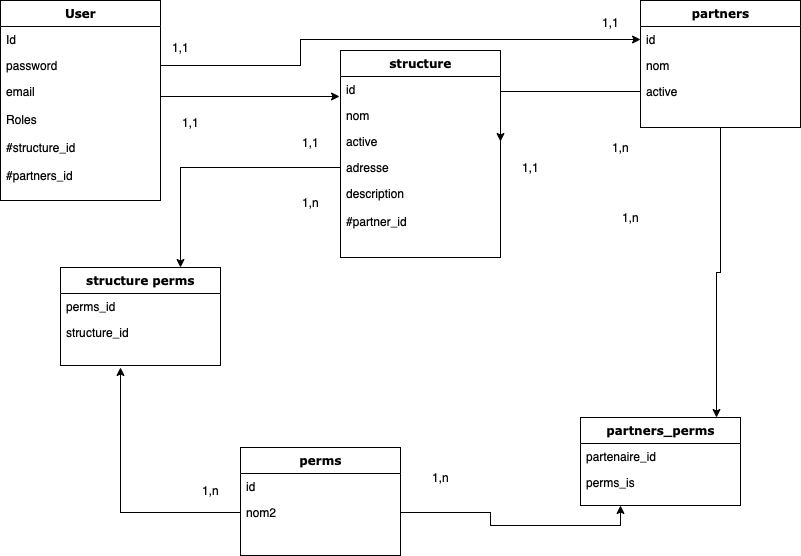 User
Id
password
email
Roles
#structure_id
#partners_id
1,1
1,1
1,1
structure
id
nom
active
adresse
description
#partner_id
1,1
1,n
partners
id
nom
active
1,n
1,1
1,n
structure perms
perms_id
structure_id
perms
id
nom2
1,n
1,n
partners_perms
partenaire_id
perms_is